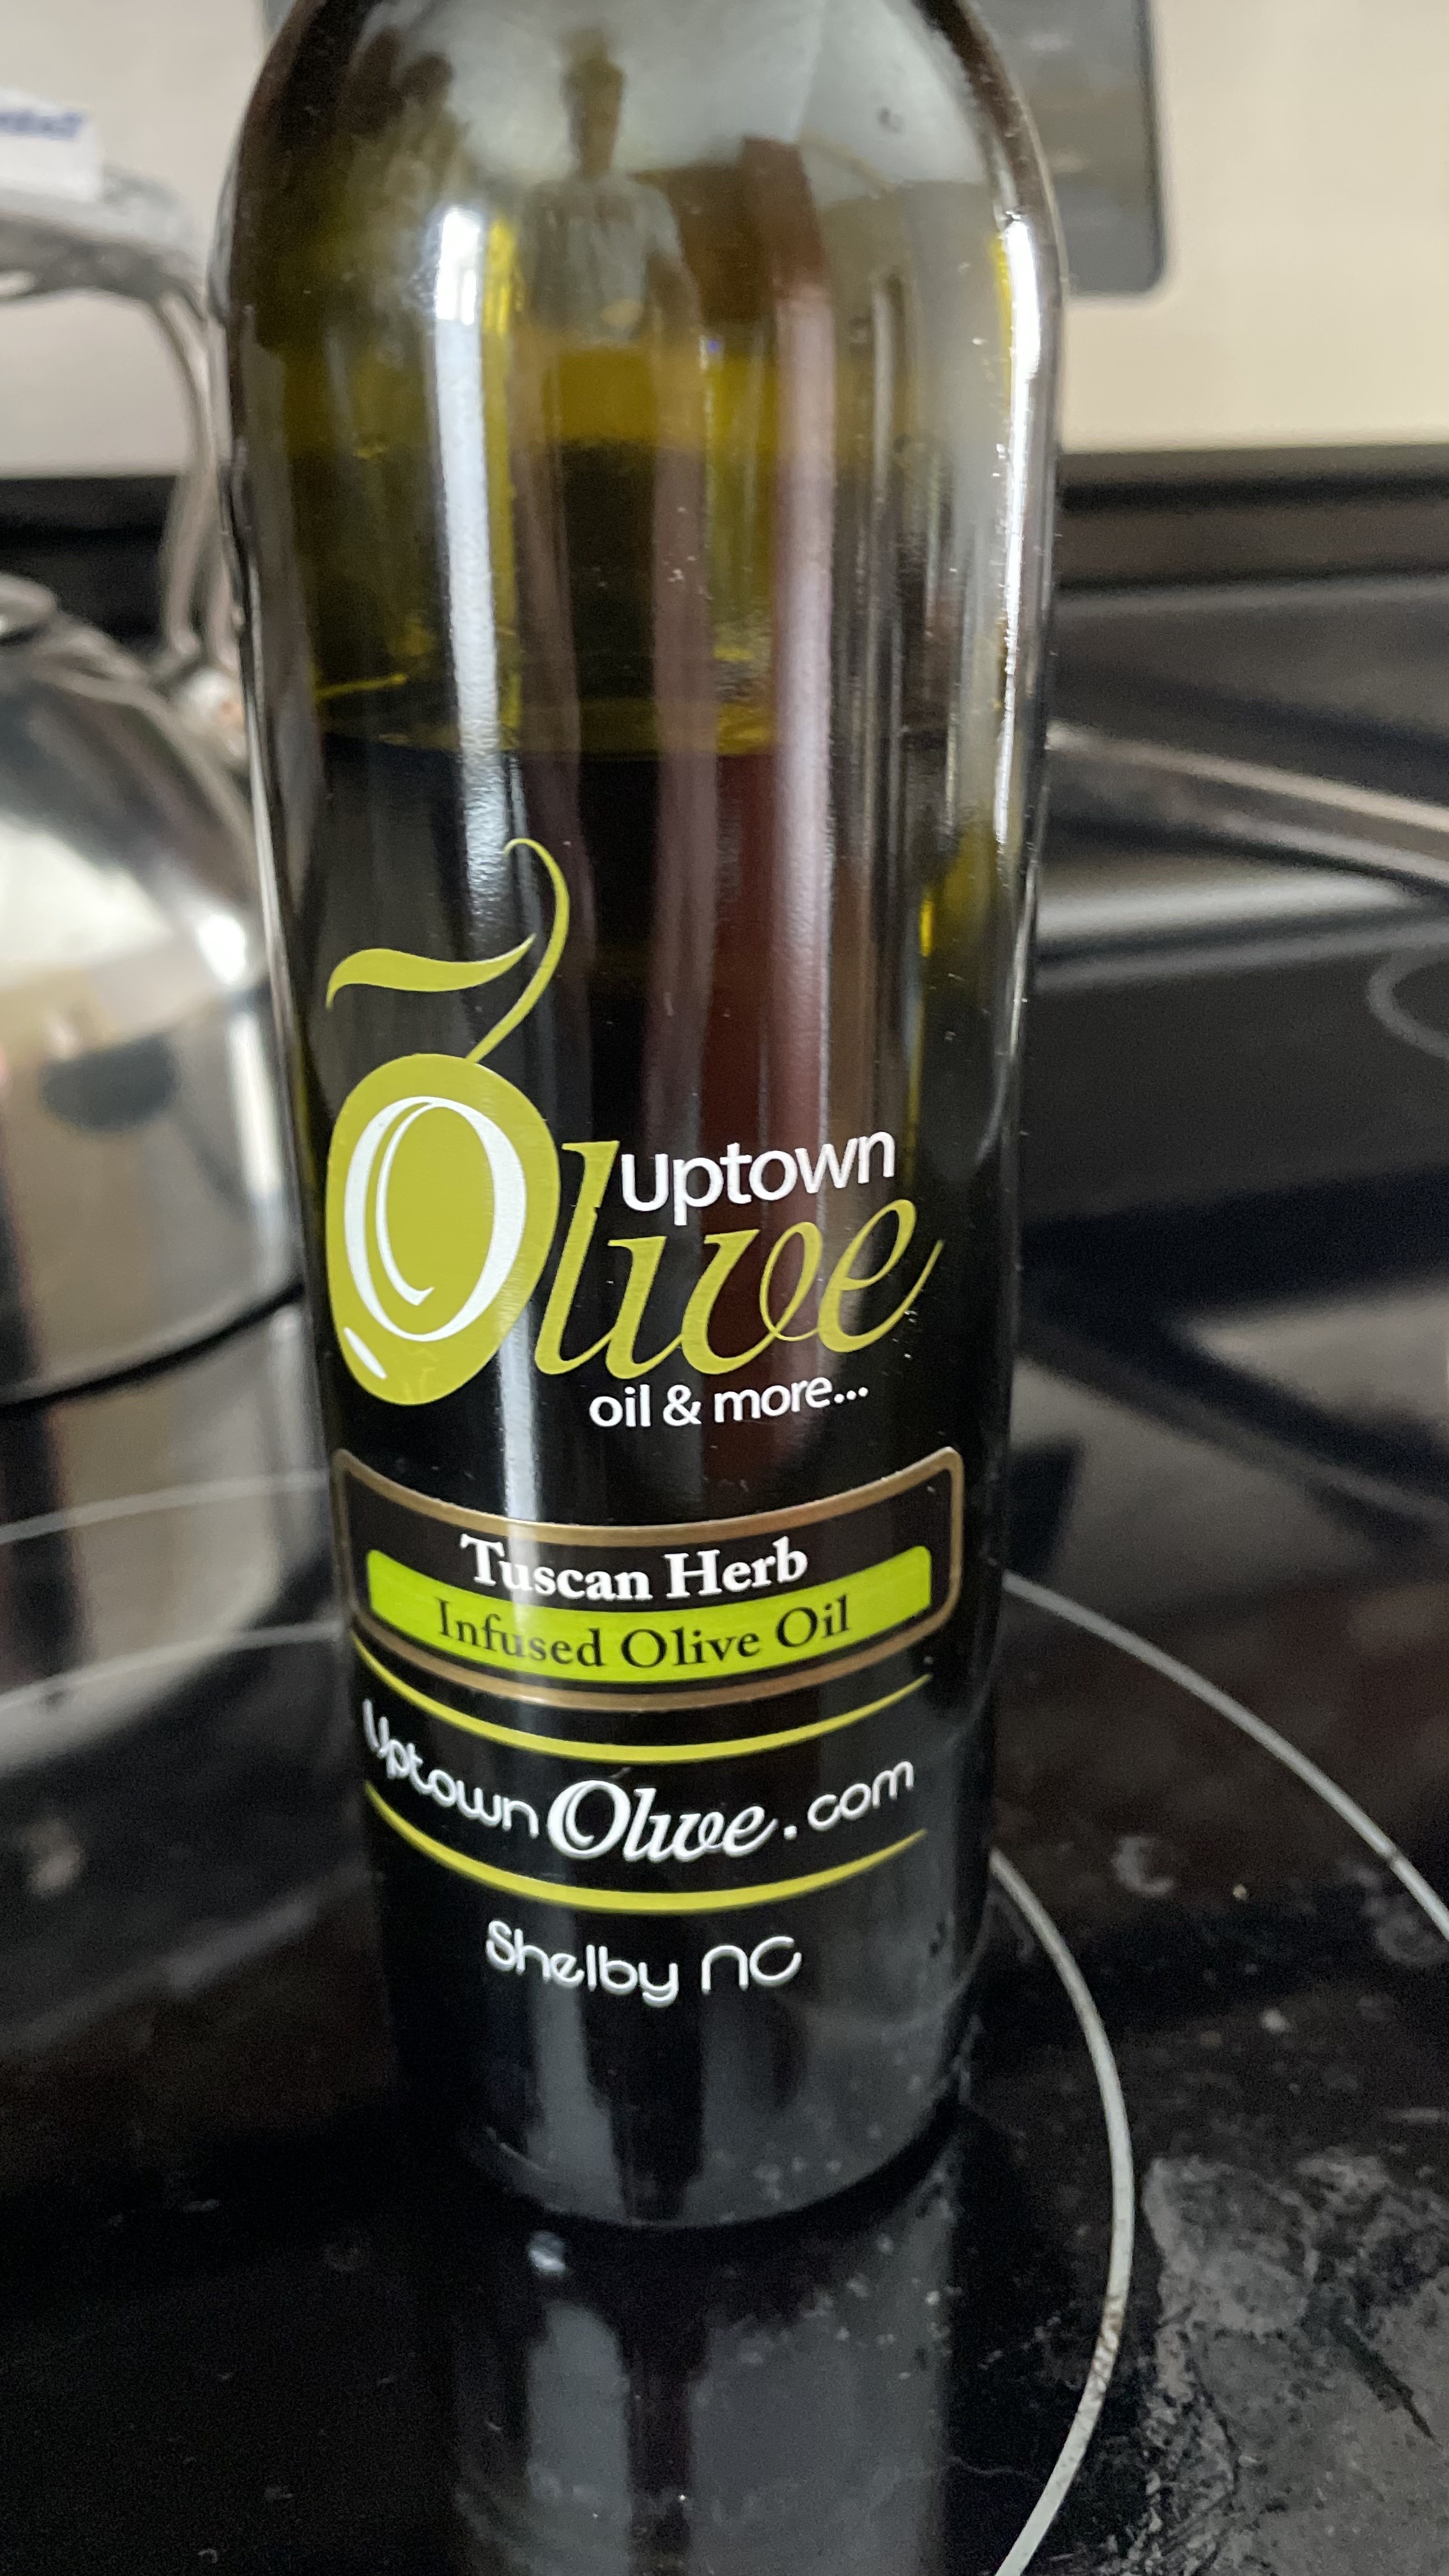 Uptown
Olive
oil & more...
Tuscan Herb
Infused Olive Oil
UptownOlive.com
Shelby NC